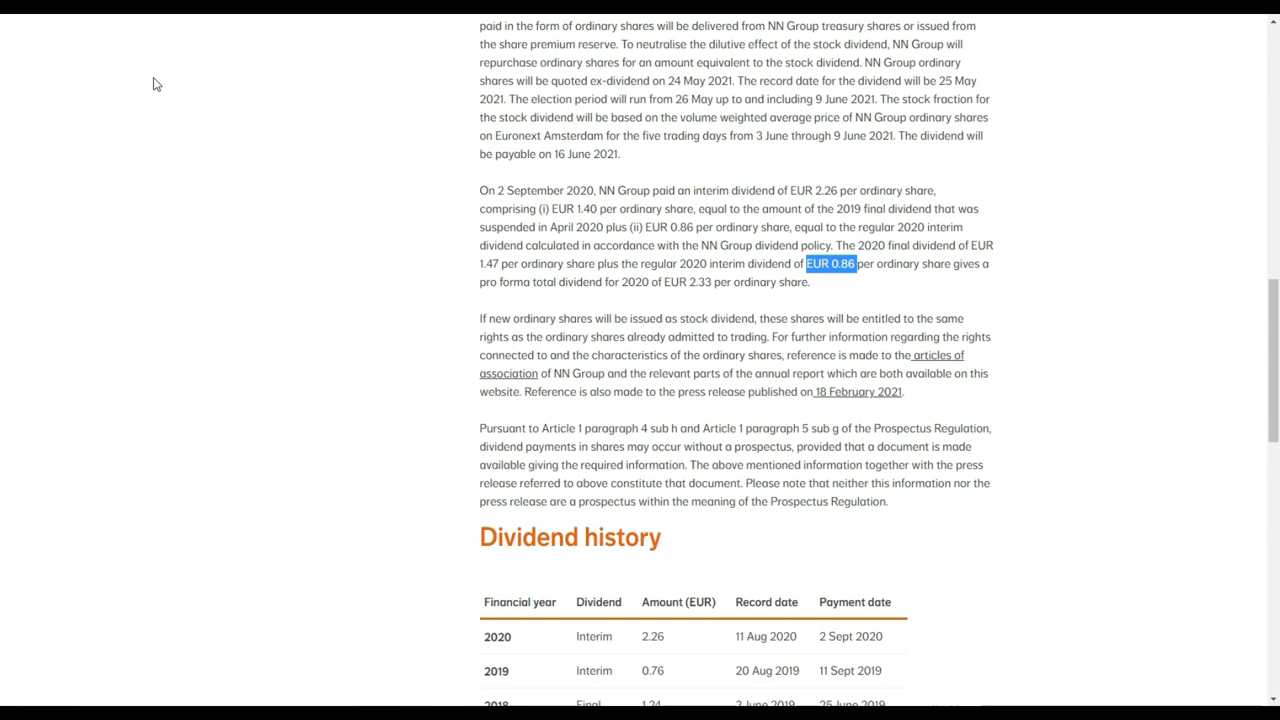 paid in the form of ordinary shares will be delivered from NN Group treasury shares or issued from
the share premium reserve. To neutralise the dilutive effect of the stock dividend, NN Group will
repurchase ordinary shares for an amount equivalent to the stock dividend. NN Group ordinary
shares will be quoted ex-dividend on 24 May 2021. The record date for the dividend will be 25 May
2021. The election period will run from 26 May up to and including 9 June 2021. The stock fraction for
the stock dividend will be based on the volume weighted average price of NN Group ordinary shares
on Euronext Amsterdam for the five trading days from 3 June through 9 June 2021. The dividend will
be payable on 16 June 2021.
On 2 September 2020, NN Group paid an interim dividend of EUR 2.26 per ordinary share,
comprising (i) EUR 1.40 per ordinary share, equal to the amount of the 2019 final dividend that was
suspended in April 2020 plus (ii) EUR 0.86 per ordinary share, equal to the regular 2020 interim
dividend calculated in accordance with the NN Group dividend policy. The 2020 final dividend of EUR
1.47 per ordinary share plus the regular 2020 interim dividend of EUR 0.86 per ordinary share gives a
pro forma total dividend for 2020 of EUR 2.33 per ordinary share.
If new ordinary shares will be issued as stock dividend, these shares will be entitled to the same
rights as the ordinary shares already admitted to trading. For further information regarding the rights
connected to and the characteristics of the ordinary shares, reference is made to the articles of
association of NN Group and the relevant parts of the annual report which are both available on this
website. Reference is also made to the press release published on 18 February 2021.
Pursuant to Article 1 paragraph 4 sub h and Article 1 paragraph 5 sub g of the Prospectus Regulation,
dividend payments in shares may occur without a prospectus, provided that a document is made
available giving the required information. The above mentioned information together with the press
release referred to above constitute that document. Please note that neither this information nor the
press release are a prospectus within the meaning of the Prospectus Regulation.
Dividend history
Financial year Dividend Amount (EUR) Record date Payment date
2020 Interim 2.26 11 Aug 2020 2 Sept 2020
2019 Interim 0.76 20 Aug 2019 11 Sept 2019
2018 Final 1.24 3 June 2019 25 June 2019